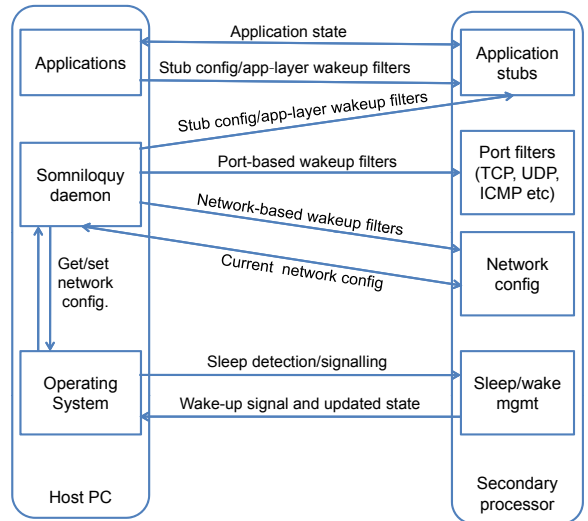 Application state
Applications
Stub config/app-layer wakeup filters
Application
stubs
Stub config/app-layer wakeup filters
Somniloquy
daemon
Port-based wakeup filters
Port filters
(TCP, UDP,
ICMP etc)
Network-based wakeup filters
Current network config
Network
config
Get/set
network
config.
Operating
System
Sleep detection/signalling
Wake-up signal and updated state
Sleep/wake
mgmt
Host PC
Secondary
processor